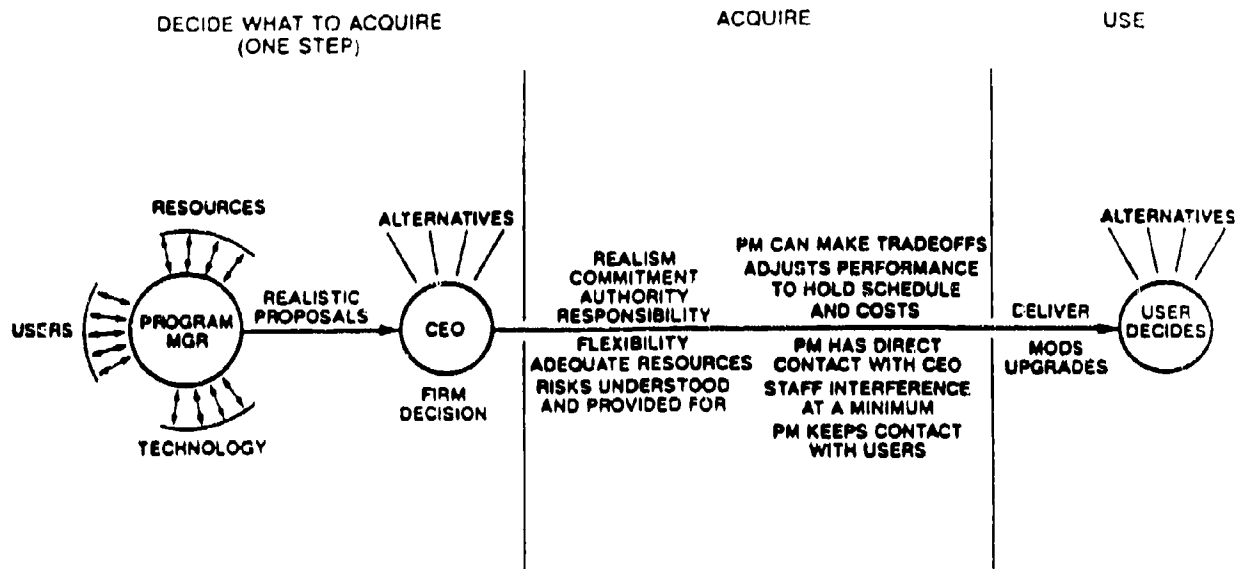 DECIDE WHAT TO ACQUIRE
(ONE STEP)
ACQUIRE
USE
RESOURCES
USERS
PROGRAM
MGR
TECHNOLOGY
REALISTIC
PROPOSALS
ALTERNATIVES
CEO
FIRM
DECISION
REALISM
COMMITMENT
AUTHORITY
RESPONSIBILITY
FLEXIBILITY
ADEQUATE RESOURCES
RISKS UNDERSTOOD
AND PROVIDED FOR
PM CAN MAKE TRADEOFFS
ADJUSTS PERFORMANCE
TO HOLD SCHEDULE
AND COSTS
PM HAS DIRECT
CONTACT WITH CEO
STAFF INTERFERENCE
AT A MINIMUM
PM KEEPS CONTACT
WITH USERS
DELIVER
MODS
UPGRADES
ALTERNATIVES
USER
DECIDES